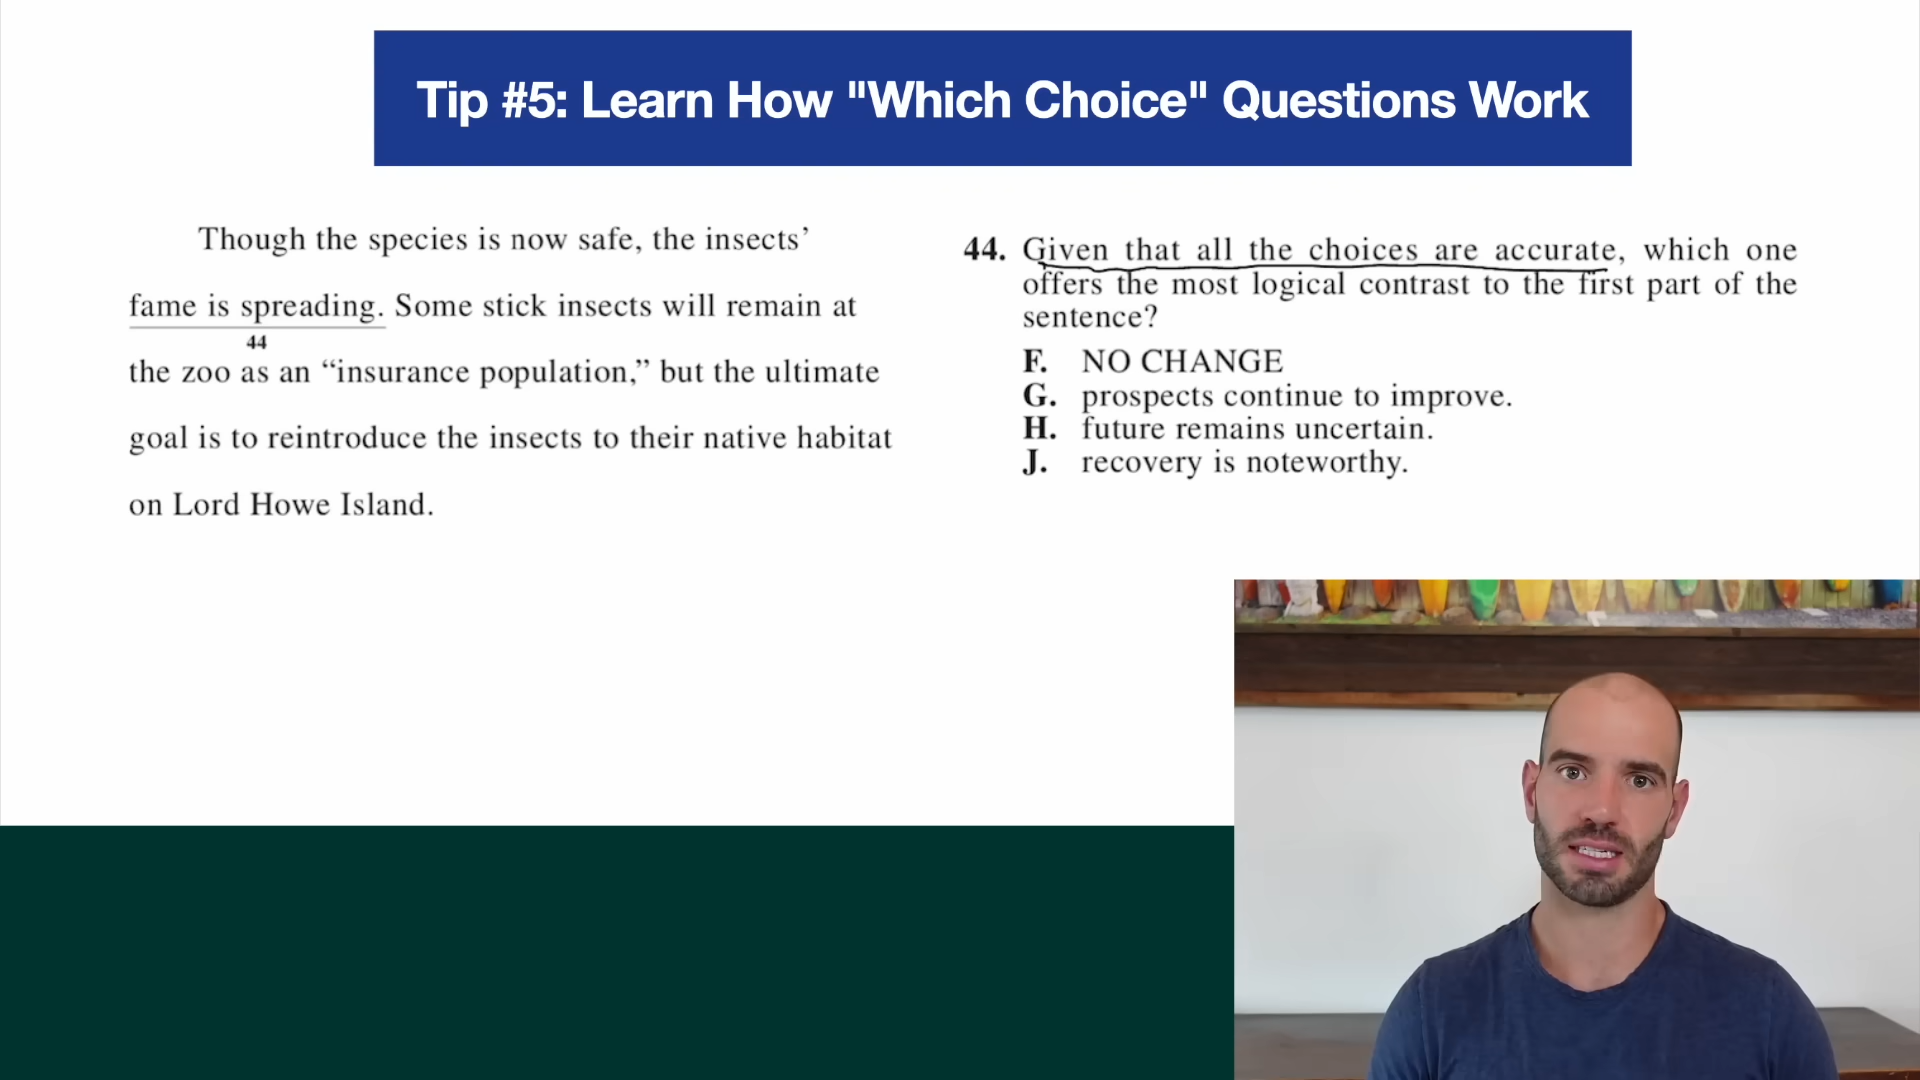 Tip #5: Learn How "Which Choice" Questions Work
Though the species is now safe, the insects’
fame is spreading. Some stick insects will remain at
44
the zoo as an “insurance population,” but the ultimate
goal is to reintroduce the insects to their native habitat
on Lord Howe Island.
44. Given that all the choices are accurate, which one
offers the most logical contrast to the first part of the
sentence?
F. NO CHANGE
G. prospects continue to improve.
H. future remains uncertain.
J. recovery is noteworthy.